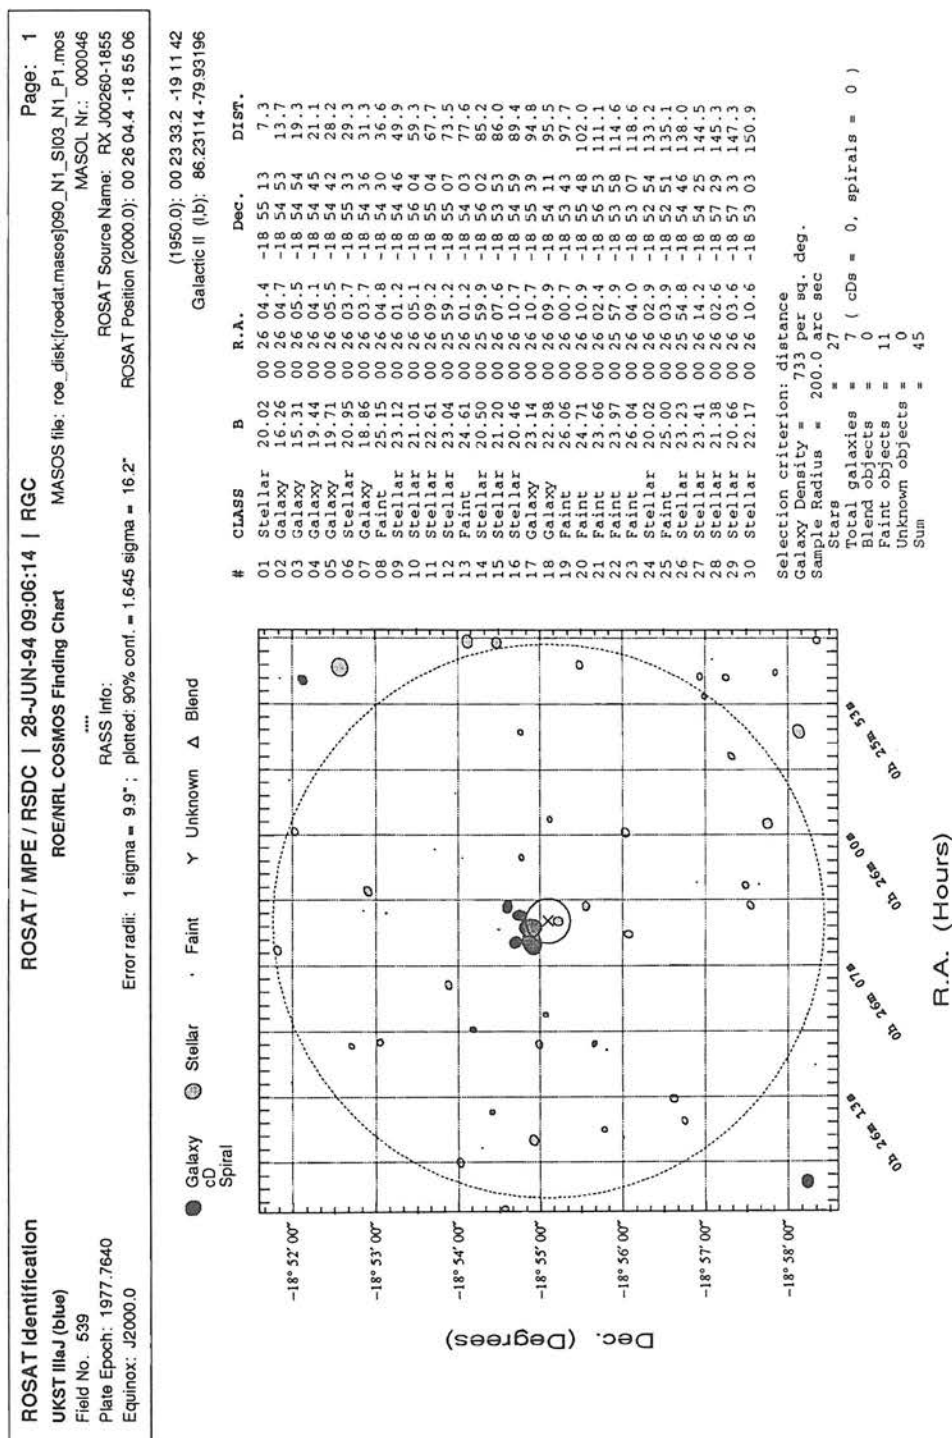 ROSAT Identification ROSAT / MPE / RSDC | 28-JUN-94 09:06:14 | RGC Page: 1
UKST IIIaJ (blue) ROE/NRL COSMOS Finding Chart MASOS file: roe_disk:[roedat.masos]090_N1_SI03_N1_P1.mos
Field No. 539 **** MASOL Nr.: 000046
Plate Epoch: 1977.7640 RASS Info: ROSAT Source Name: RX J00260-1855
Equinox: J2000.0 Error radii: 1 sigma = 9.9" ; plotted: 90% conf. = 1.645 sigma = 16.2" ROSAT Position (2000.0): 00 26 04.4 -18 55 06
(1950.0): 00 23 33.2 -19 11 42
Galactic II (l,b): 86.23114 -79.93196
Galaxy Stellar Faint Unknown Blend
cD
Spiral
Dec. (Degrees)
-18° 52' 00"
-18° 53' 00"
-18° 54' 00"
-18° 55' 00"
-18° 56' 00"
-18° 57' 00"
-18° 58' 00"
0h 26m 13s 0h 26m 07s 0h 26m 00s 0h 25m 53s
R.A. (Hours)
# CLASS B R.A. Dec. DIST.
01 Stellar 20.02 00 26 04.4 -18 55 13 7.3
02 Galaxy 16.26 00 26 04.7 -18 54 53 13.7
03 Galaxy 15.31 00 26 05.5 -18 54 54 19.3
04 Galaxy 19.44 00 26 04.1 -18 54 45 21.1
05 Galaxy 19.71 00 26 05.5 -18 54 42 28.2
06 Stellar 20.95 00 26 03.7 -18 55 33 29.3
07 Galaxy 18.86 00 26 03.7 -18 54 36 31.3
08 Faint 25.15 00 26 04.8 -18 54 30 36.6
09 Stellar 23.12 00 26 01.2 -18 54 46 49.9
10 Stellar 21.01 00 26 05.1 -18 56 04 59.3
11 Stellar 22.61 00 26 09.2 -18 55 04 67.7
12 Stellar 23.04 00 25 59.2 -18 55 07 73.5
13 Faint 24.61 00 26 01.2 -18 54 03 77.6
14 Stellar 20.50 00 25 59.9 -18 56 02 85.2
15 Stellar 21.20 00 26 07.6 -18 53 53 86.0
16 Stellar 20.46 00 26 10.7 -18 54 59 89.4
17 Galaxy 23.14 00 26 10.7 -18 55 39 94.8
18 Galaxy 22.98 00 26 09.9 -18 54 11 95.5
19 Faint 26.06 00 26 00.7 -18 53 43 97.7
20 Faint 24.71 00 26 10.9 -18 55 48 102.0
21 Faint 23.66 00 26 02.4 -18 56 53 111.1
22 Faint 23.97 00 25 57.9 -18 53 58 114.6
23 Faint 26.04 00 26 04.0 -18 53 07 118.6
24 Stellar 20.02 00 26 02.9 -18 52 54 133.2
25 Faint 25.00 00 26 03.9 -18 52 51 135.1
26 Stellar 23.23 00 25 54.8 -18 54 46 138.0
27 Stellar 23.41 00 26 14.2 -18 54 25 144.5
28 Stellar 21.38 00 26 02.6 -18 57 29 145.3
29 Stellar 20.66 00 26 03.6 -18 57 33 147.3
30 Stellar 22.17 00 26 10.6 -18 53 03 150.9
Selection criterion: distance
Galaxy Density = 733 per sq. deg.
Sample Radius = 200.0 arc sec
Stars = 27
Total galaxies = 7 ( cDs = 0, spirals = 0 )
Blend objects = 0
Faint objects = 11
Unknown objects = 0
Sum = 45